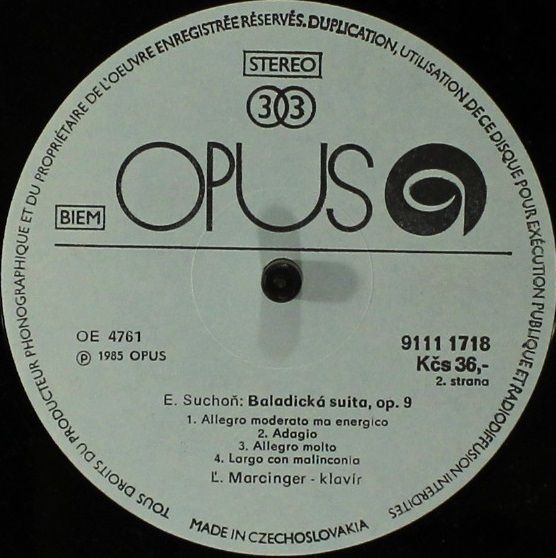 TOUS DROITS DU PRODUCTEUR PHONOGRAPHIQUE ET DU PROPRIÉTAIRE DE L'OEUVRE ENREGISTRÉE RÉSERVÉS. DUPLICATION, UTILISATION DE CE DISQUE POUR EXÉCUTION PUBLIQUE ET RADIODIFFUSION INTERDITES
STEREO
33
OPUS
BIEM
OE 4761
Ⓟ 1985 OPUS
9111 1718
Kčs 36,-
2. strana
E. Suchoň: Baladická suita, op. 9
1. Allegro moderato ma energico
2. Adagio
3. Allegro molto
4. Largo con malinconia
Ľ. Marcinger - klavír
MADE IN CZECHOSLOVAKIA